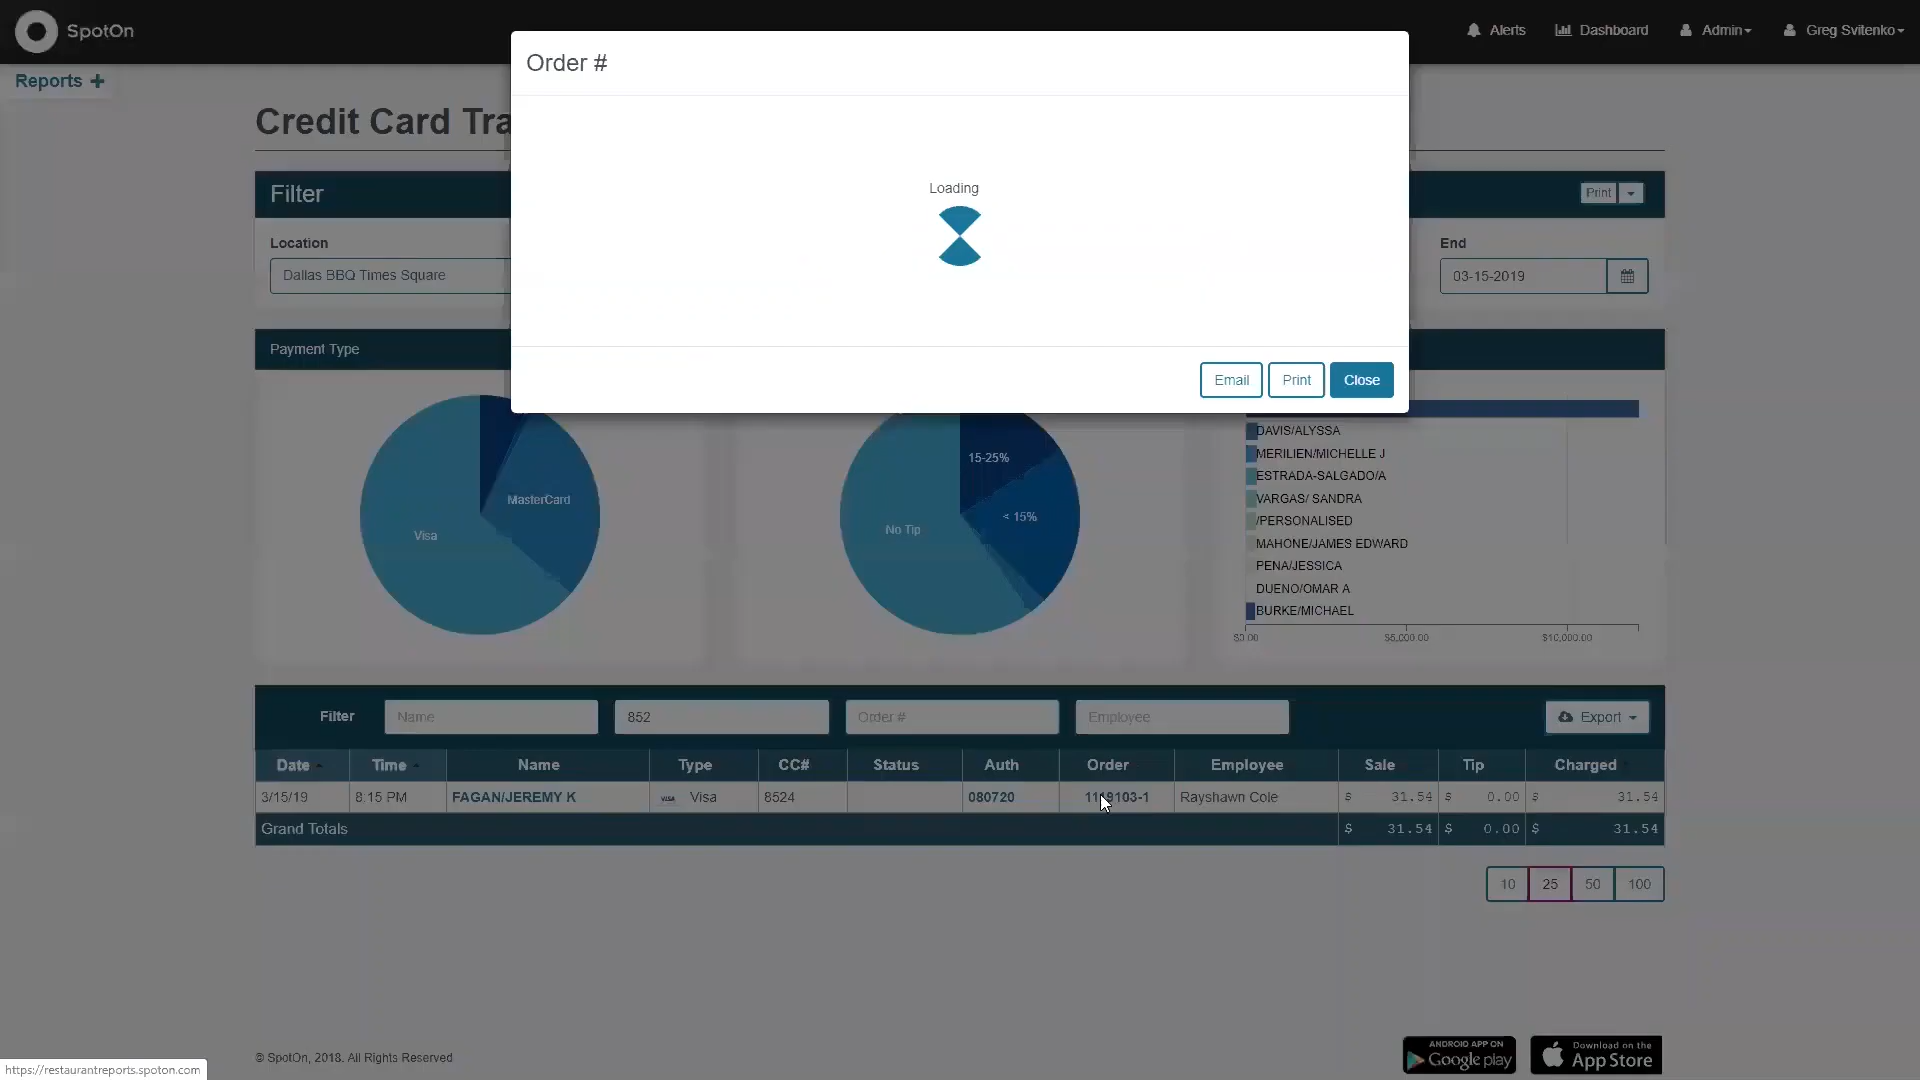 SpotOn
Alerts
Dashboard
Admin
Greg Svitenko
Reports
Order #
Credit Card Tra
Loading
Filter
Print
Location
End
Dallas BBQ Times Square
03-15-2019
Payment Type
Email
Print
Close
Visa
MasterCard
No Tip
15-25%
< 15%
DAVIS/ALYSSA
MERILIEN/MICHELLE J
ESTRADA-SALGADO/A
VARGAS/ SANDRA
/PERSONALISED
MAHONE/JAMES EDWARD
PENA/JESSICA
DUENO/OMAR A
BURKE/MICHAEL
$0.00 $5,000.00 $10,000.00
Filter Name 852 Order # Employee Export
Date Time Name Type CC# Status Auth Order Employee Sale Tip Charged
3/15/19 8:15 PM FAGAN/JEREMY K VISA Visa 8524 080720 Rayshawn Cole $ 31.54 $ 0.00 $ 31.54
Grand Totals $ 31.54 $ 0.00 $ 31.54
10 25 50 100
© SpotOn, 2018. All Rights Reserved
ANDROID APP ON
Google play
Download on the
App Store
https://restaurantreports.spoton.com